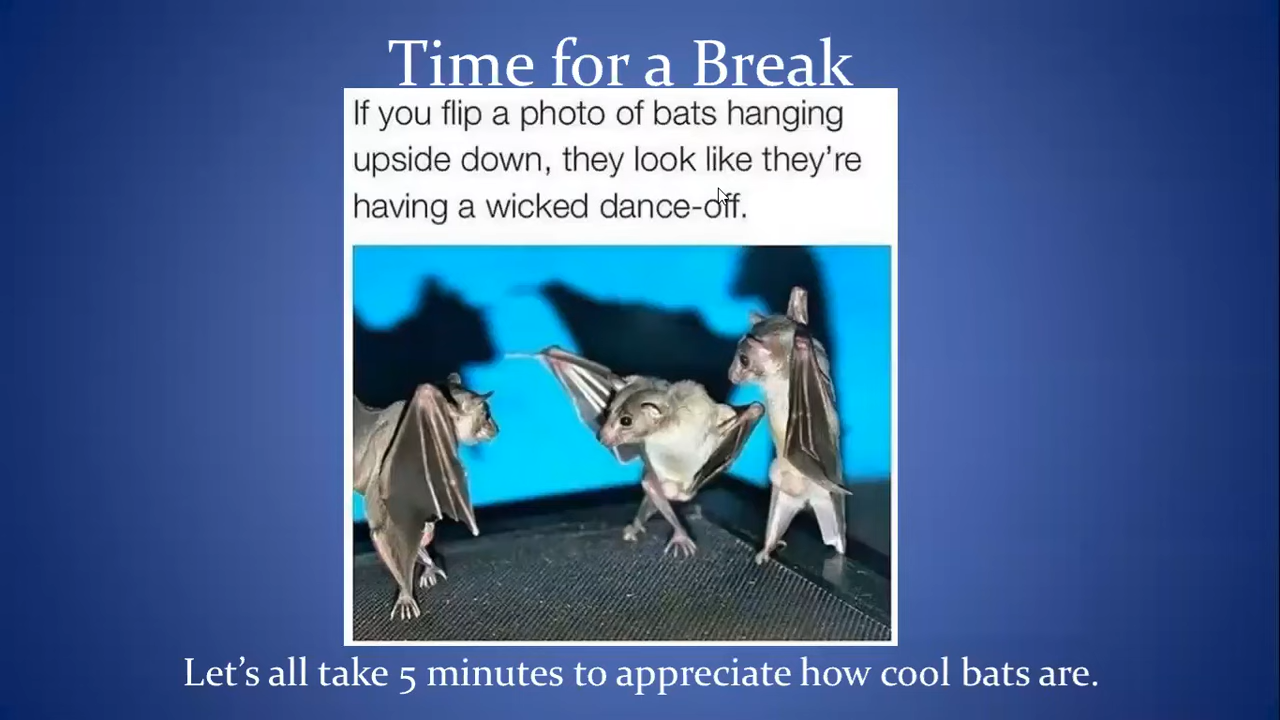 Time for a Break
If you flip a photo of bats hanging
upside down, they look like they’re
having a wicked dance-off.
Let’s all take 5 minutes to appreciate how cool bats are.